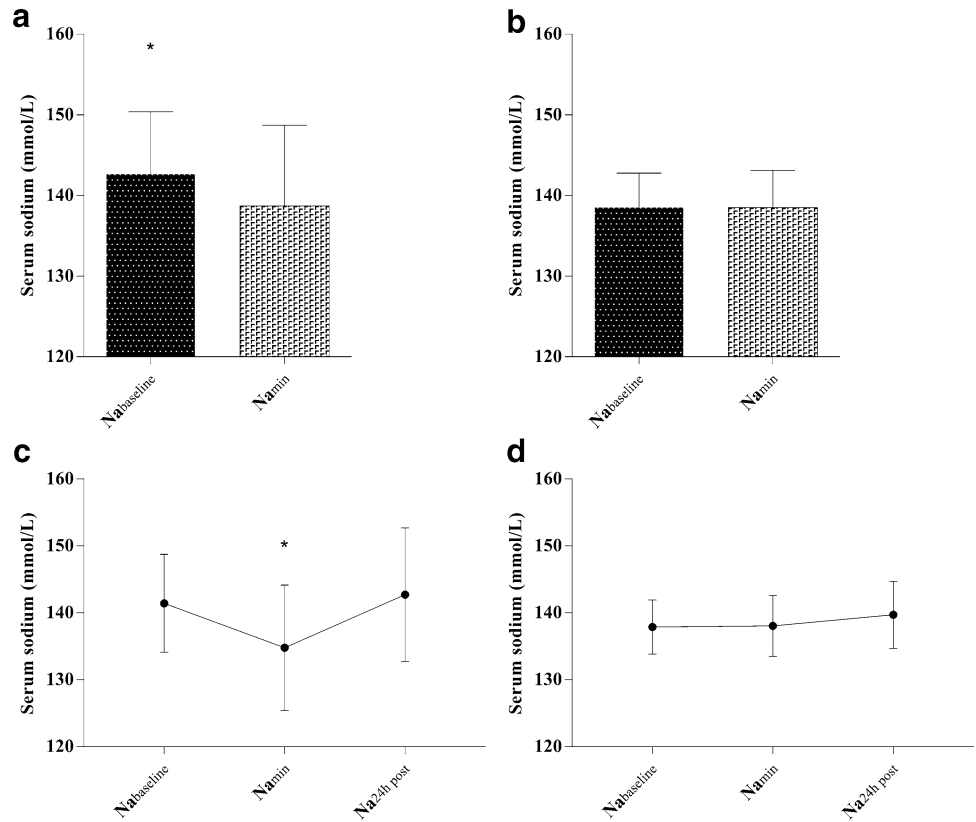 a
160
*
150
140
130
120
Serum sodium (mmol/L)
Nabaseline
Namin
b
160
150
140
130
120
Serum sodium (mmol/L)
Nabaseline
Namin
c
160
150
*
140
130
120
Serum sodium (mmol/L)
Nabaseline
Namin
Na24h post
d
160
150
140
130
120
Serum sodium (mmol/L)
Nabaseline
Namin
Na24h post